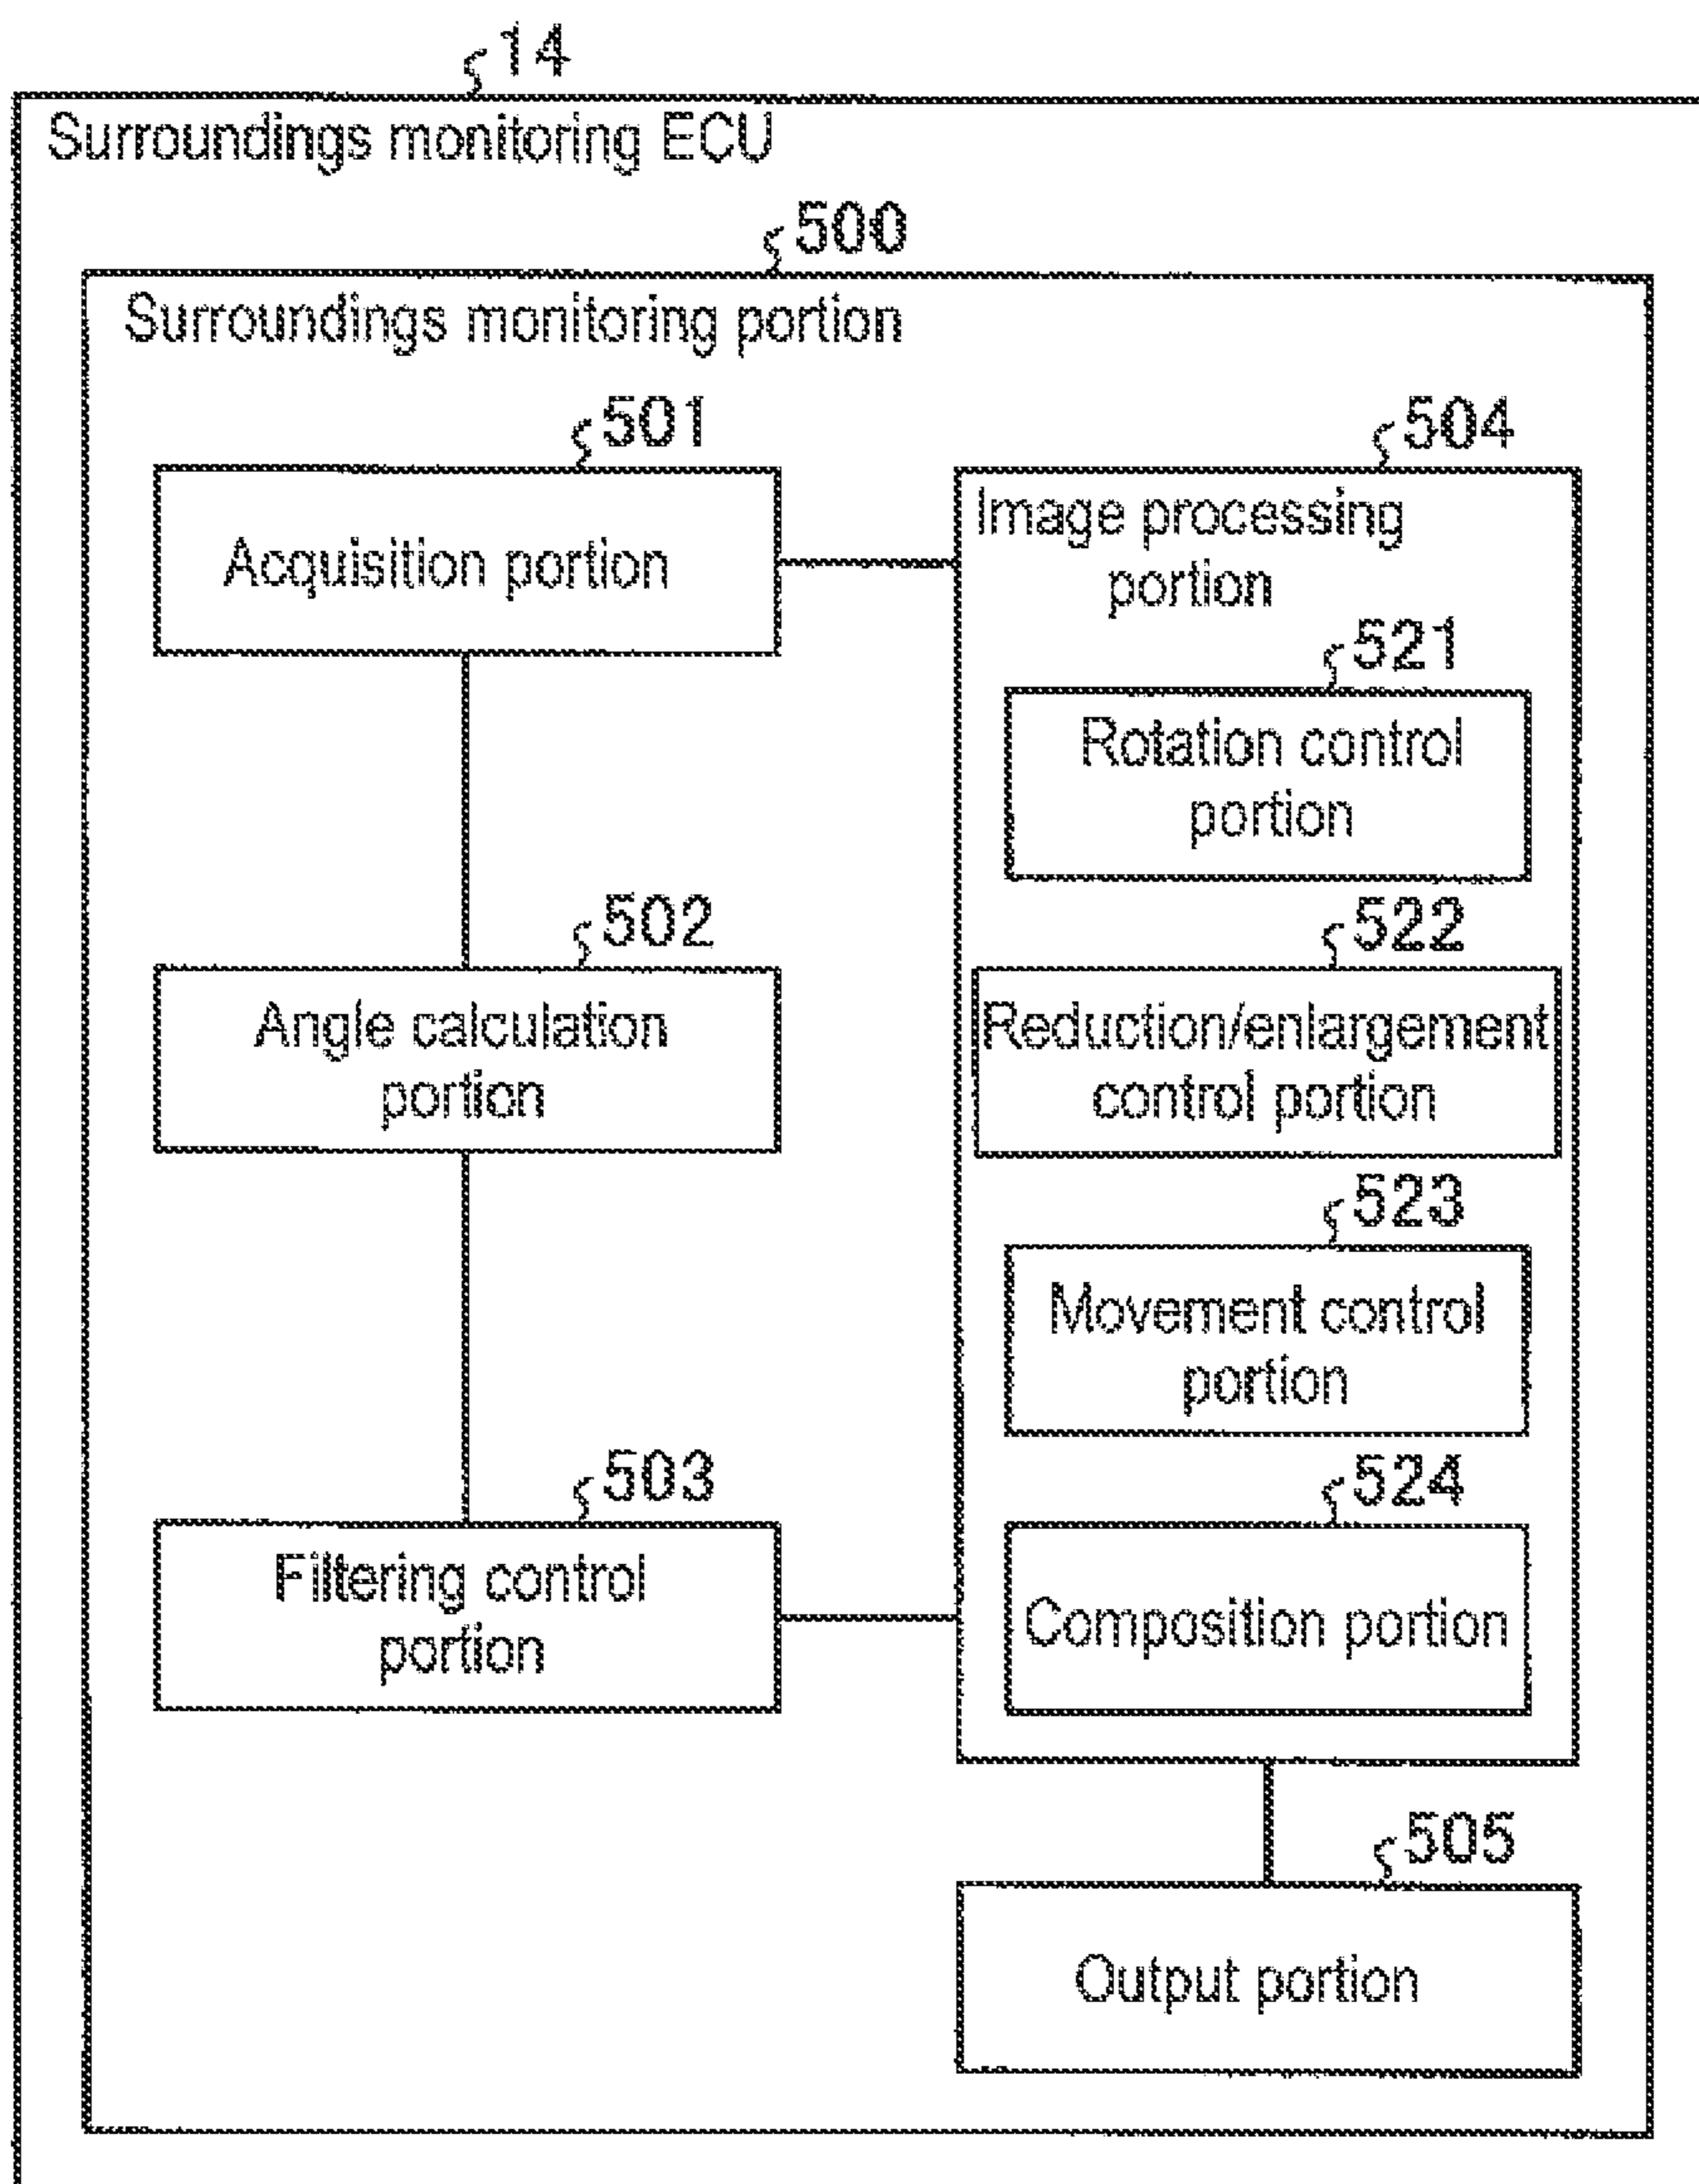 14
Surroundings monitoring ECU
500
Surroundings monitoring portion
501
Acquisition portion
504
Image processing
portion
521
Rotation control
portion
502
Angle calculation
portion
522
Reduction/enlargement
control portion
523
Movement control
portion
503
Filtering control
portion
524
Composition portion
505
Output portion